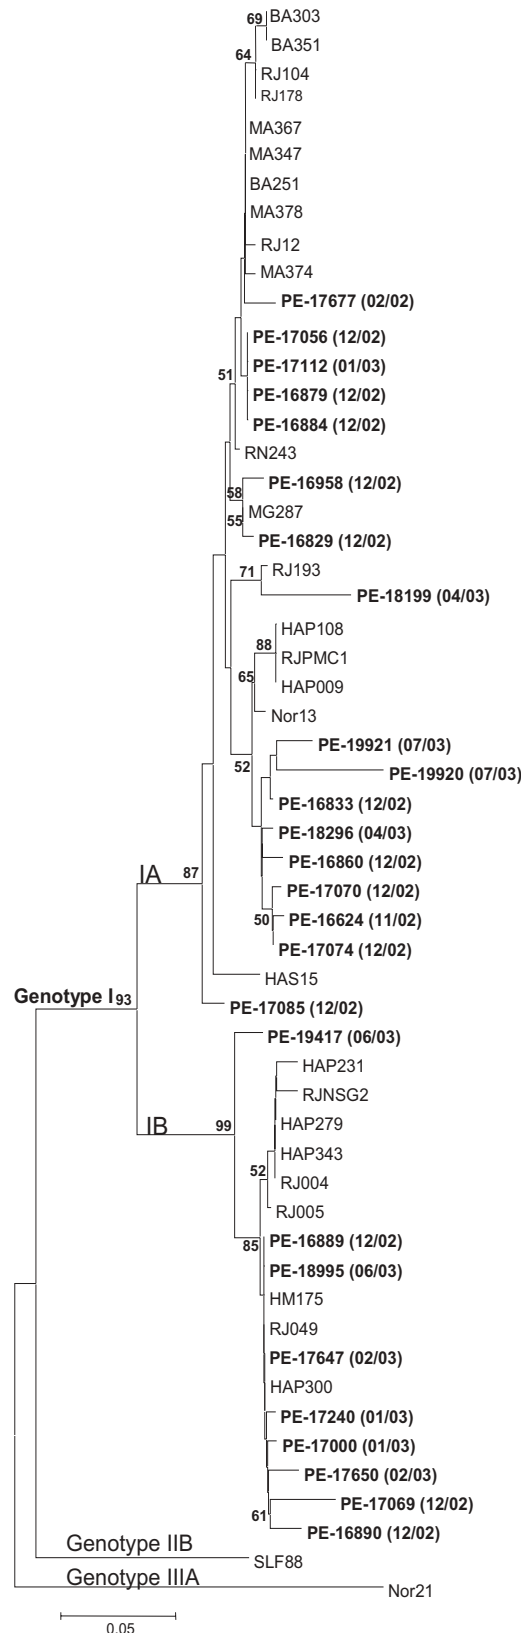 69
BA303
BA351
64
RJ104
RJ178
MA367
MA347
BA251
MA378
RJ12
MA374
PE-17677 (02/02)
PE-17056 (12/02)
PE-17112 (01/03)
51
PE-16879 (12/02)
PE-16884 (12/02)
RN243
PE-16958 (12/02)
58
MG287
55
PE-16829 (12/02)
71
RJ193
PE-18199 (04/03)
HAP108
88
RJPMC1
65
HAP009
Nor13
PE-19921 (07/03)
52
PE-19920 (07/03)
PE-16833 (12/02)
PE-18296 (04/03)
PE-16860 (12/02)
IA
87
PE-17070 (12/02)
50
PE-16624 (11/02)
PE-17074 (12/02)
HAS15
Genotype I 93
PE-17085 (12/02)
PE-19417 (06/03)
HAP231
RJNSG2
IB
99
HAP279
HAP343
52
RJ004
RJ005
85
PE-16889 (12/02)
PE-18995 (06/03)
HM175
RJ049
PE-17647 (02/03)
HAP300
PE-17240 (01/03)
PE-17000 (01/03)
PE-17650 (02/03)
PE-17069 (12/02)
61
PE-16890 (12/02)
Genotype IIB
SLF88
Genotype IIIA
Nor21
0.05